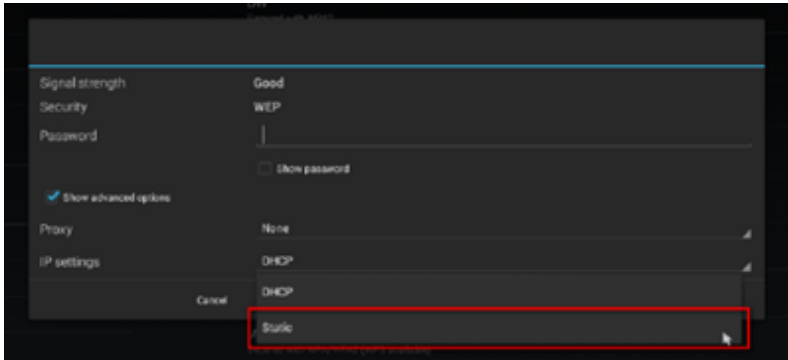 Signal strength Good
Security WEP
Password
Show password
Show advanced options
Proxy None
IP settings DHCP
DHCP
Cancel
Static